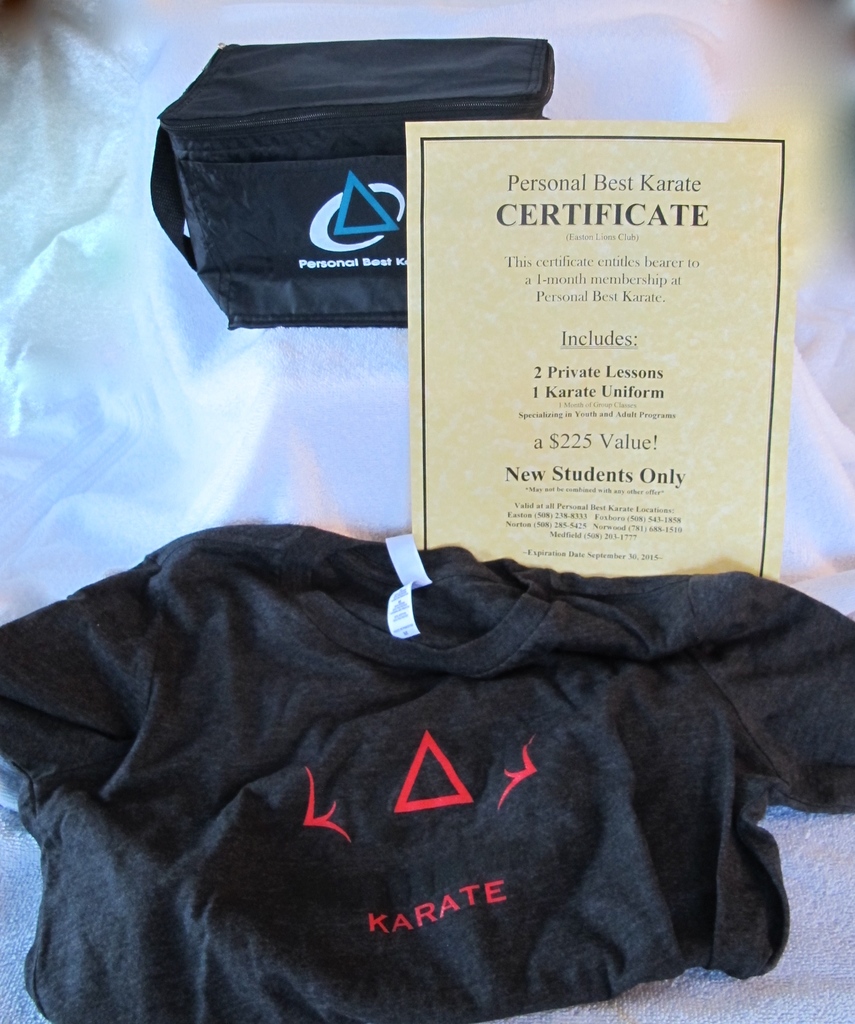 Personal Best K
Personal Best Karate
CERTIFICATE
(Easton Lions Club)
This certificate entitles bearer to
a 1-month membership at
Personal Best Karate.
Includes:
2 Private Lessons
1 Karate Uniform
1 Month of Group Classes
Specializing in Youth and Adult Programs
a $225 Value!
New Students Only
*May not be combined with any other offer*
Valid at all Personal Best Karate Locations:
Easton (508) 238-8333 Foxboro (508) 543-1858
Norton (508) 285-5425 Norwood (781) 688-1510
Medfield (508) 203-1777
~Expiration Date September 30, 2015~
KARATE